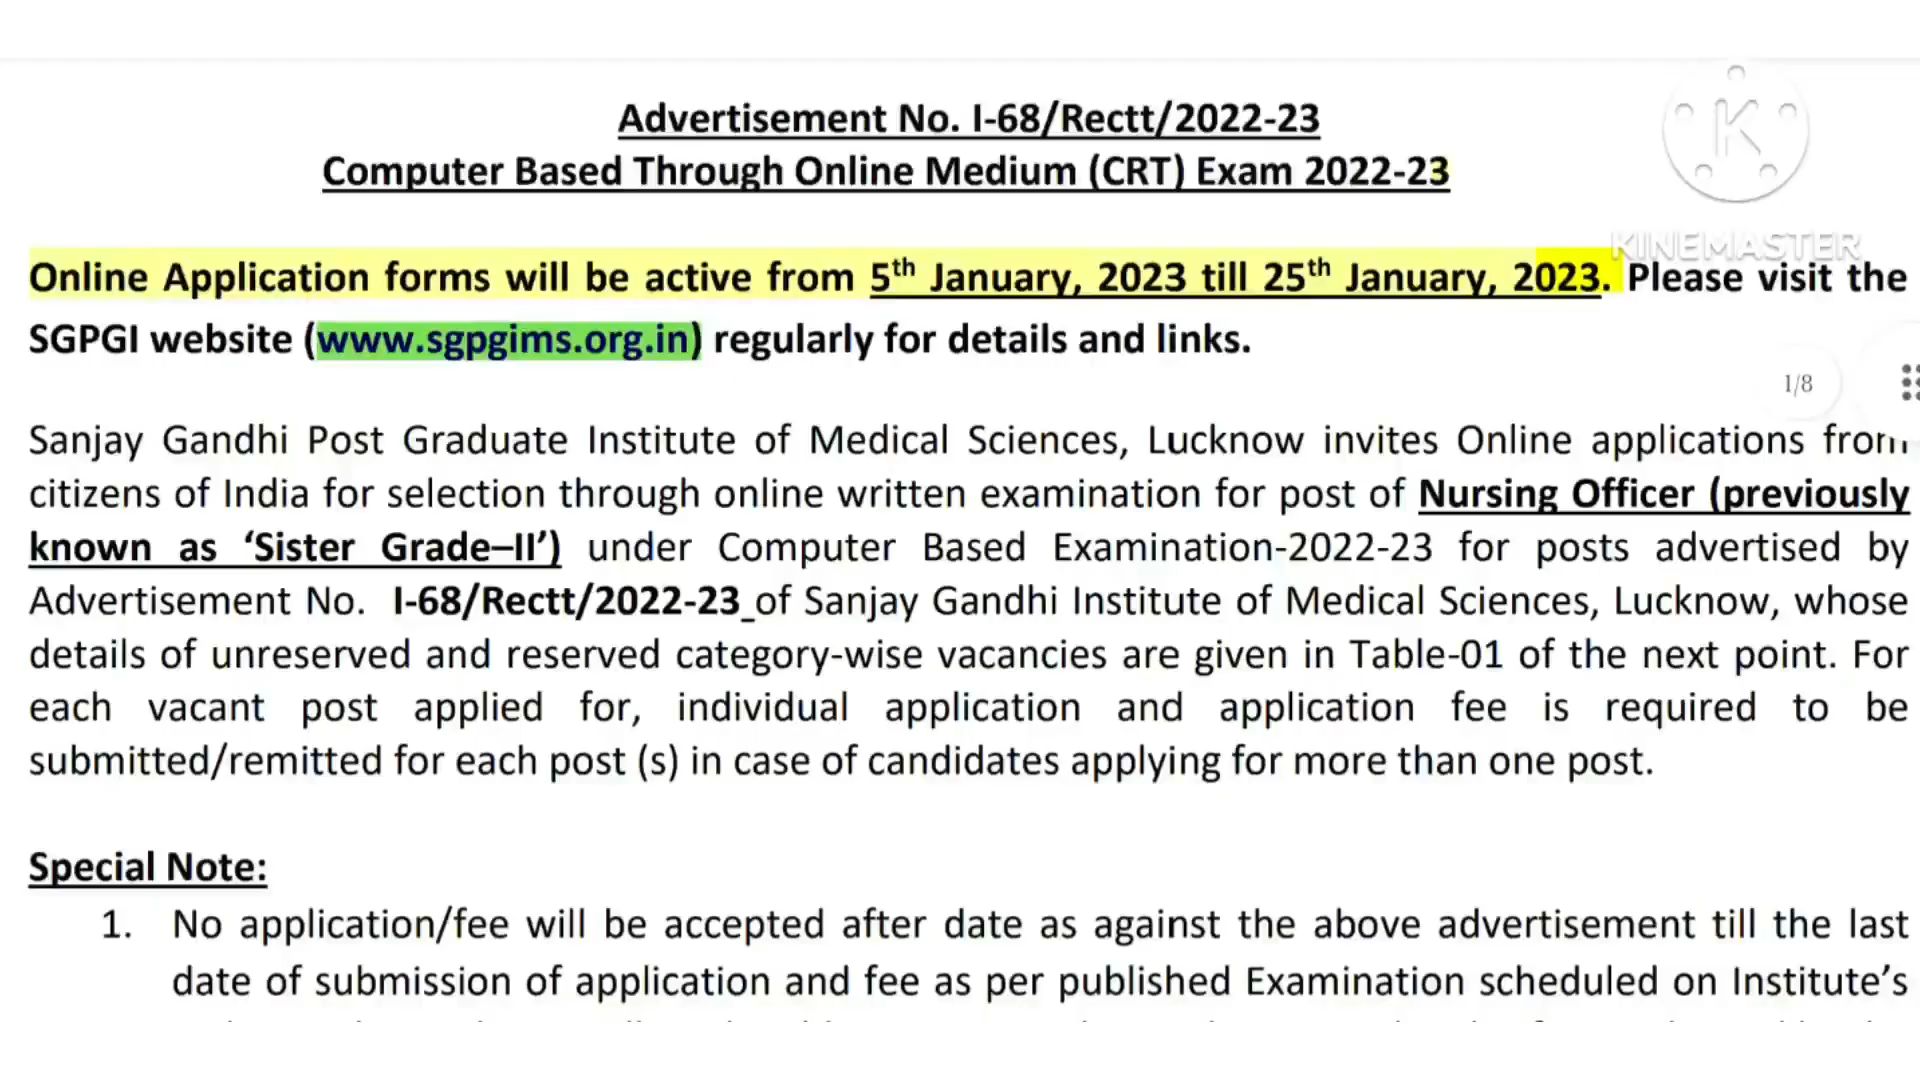 Advertisement No. I-68/Rectt/2022-23
Computer Based Through Online Medium (CRT) Exam 2022-23
KINEMASTER
Online Application forms will be active from 5th January, 2023 till 25th January, 2023. Please visit the
SGPGI website (www.sgpgims.org.in) regularly for details and links.
1/8
Sanjay Gandhi Post Graduate Institute of Medical Sciences, Lucknow invites Online applications from
citizens of India for selection through online written examination for post of Nursing Officer (previously
known as ‘Sister Grade–II’) under Computer Based Examination-2022-23 for posts advertised by
Advertisement No. I-68/Rectt/2022-23_of Sanjay Gandhi Institute of Medical Sciences, Lucknow, whose
details of unreserved and reserved category-wise vacancies are given in Table-01 of the next point. For
each vacant post applied for, individual application and application fee is required to be
submitted/remitted for each post (s) in case of candidates applying for more than one post.
Special Note:
1. No application/fee will be accepted after date as against the above advertisement till the last
date of submission of application and fee as per published Examination scheduled on Institute’s